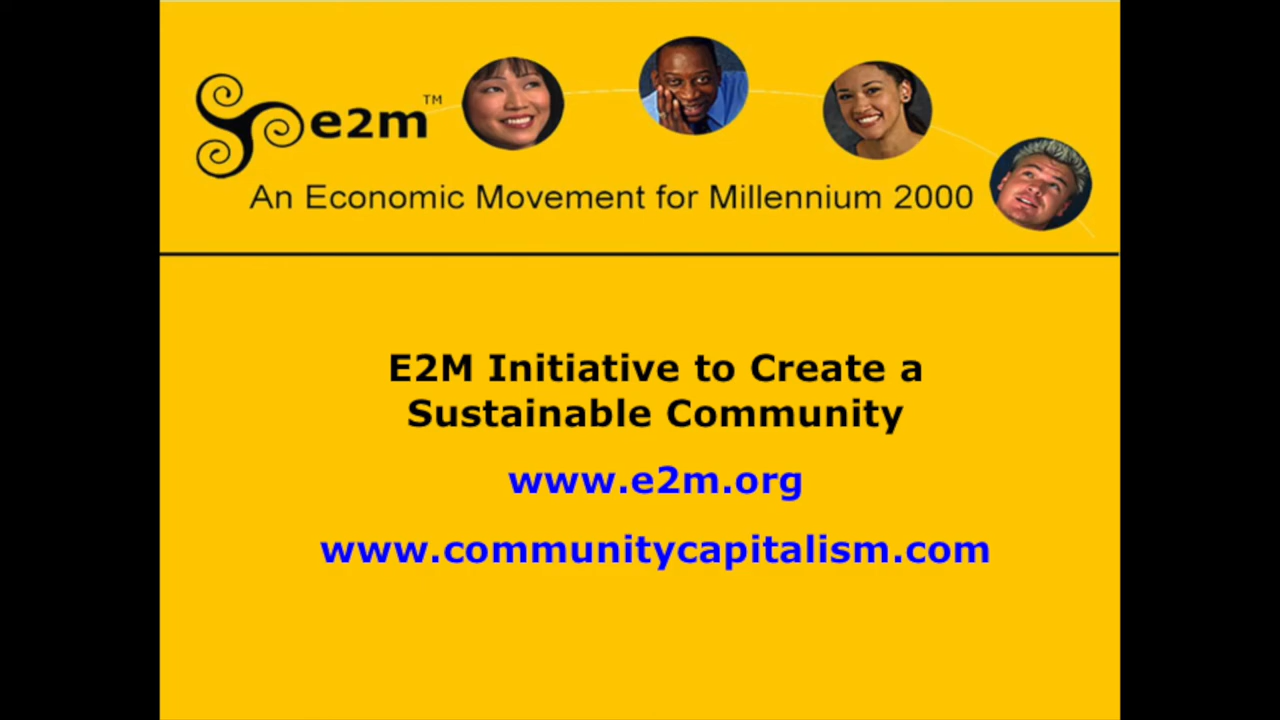 e2m™
An Economic Movement for Millennium 2000
E2M Initiative to Create a
Sustainable Community
www.e2m.org
www.communitycapitalism.com